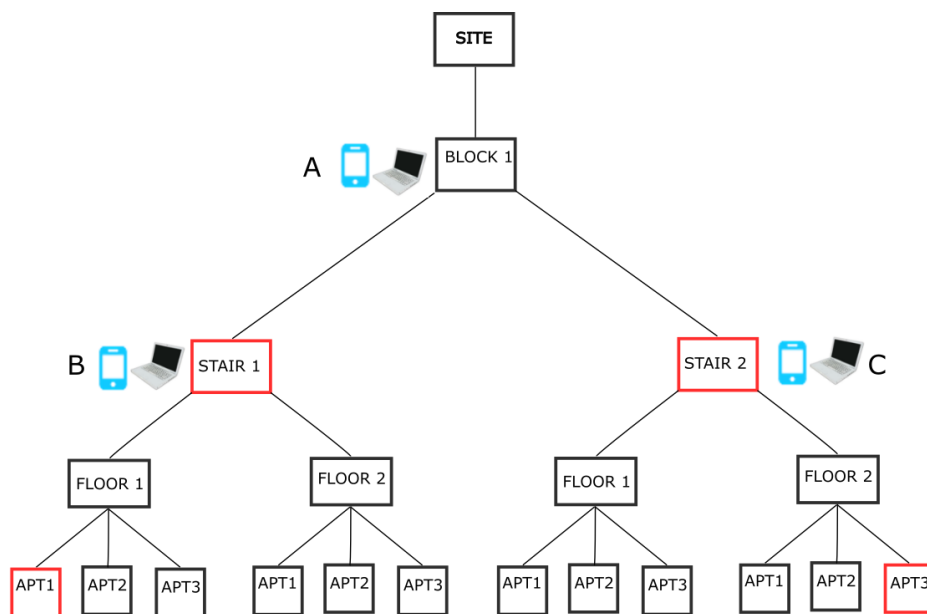 SITE
A
BLOCK 1
B
STAIR 1
STAIR 2
C
FLOOR 1
FLOOR 2
FLOOR 1
FLOOR 2
APT1
APT2
APT3
APT1
APT2
APT3
APT1
APT2
APT3
APT1
APT2
APT3